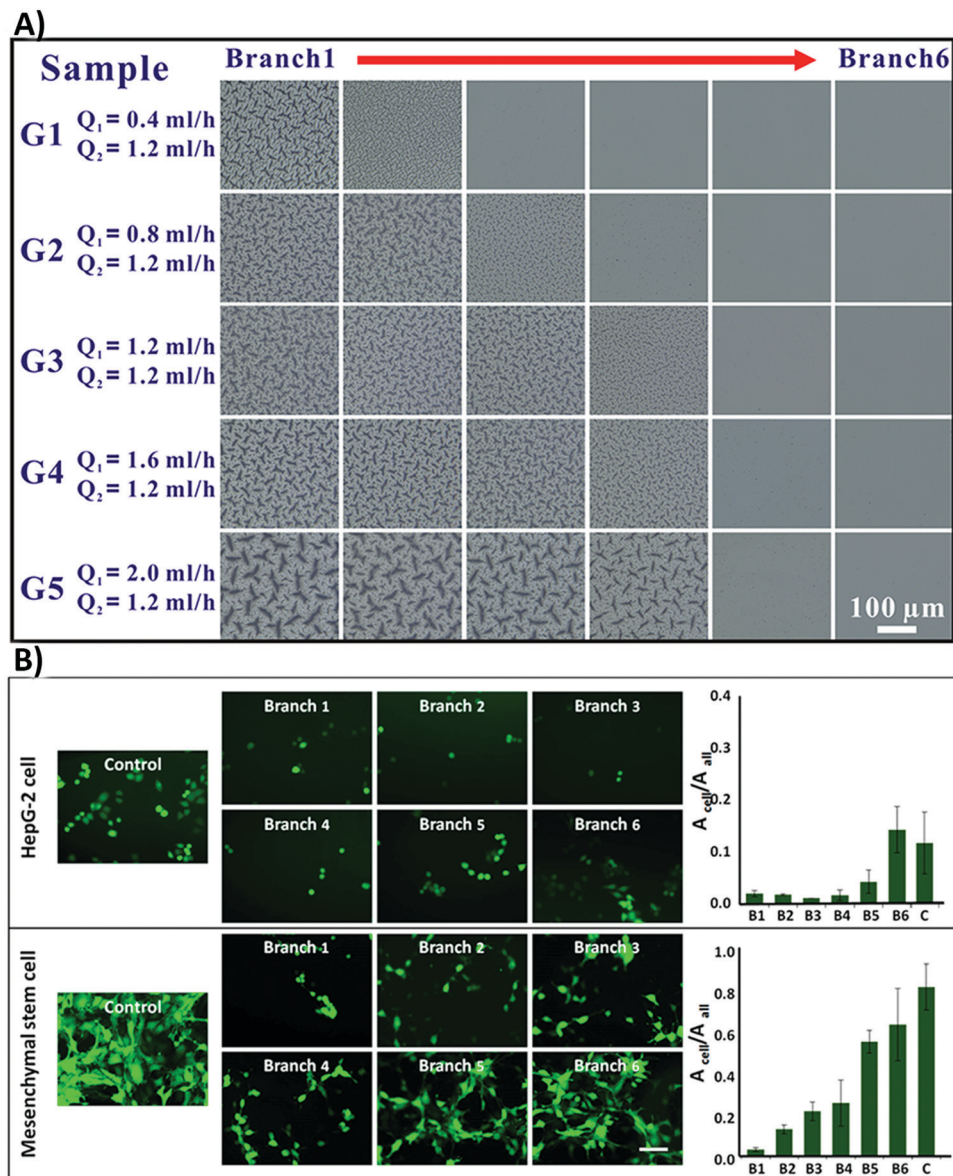 A)
Sample Branch1 Branch6
G1 Q₁ = 0.4 ml/h
Q₂ = 1.2 ml/h
G2 Q₁ = 0.8 ml/h
Q₂ = 1.2 ml/h
G3 Q₁ = 1.2 ml/h
Q₂ = 1.2 ml/h
G4 Q₁ = 1.6 ml/h
Q₂ = 1.2 ml/h
G5 Q₁ = 2.0 ml/h
Q₂ = 1.2 ml/h
100 µm
B)
HepG-2 cell
Control
Branch 1 Branch 2 Branch 3
Branch 4 Branch 5 Branch 6
A cell/A all
0.4
0.3
0.2
0.1
0.0
B1 B2 B3 B4 B5 B6 C
Mesenchymal stem cell
Control
Branch 1 Branch 2 Branch 3
Branch 4 Branch 5 Branch 6
A cell/A all
1.0
0.8
0.6
0.4
0.2
0.0
B1 B2 B3 B4 B5 B6 C